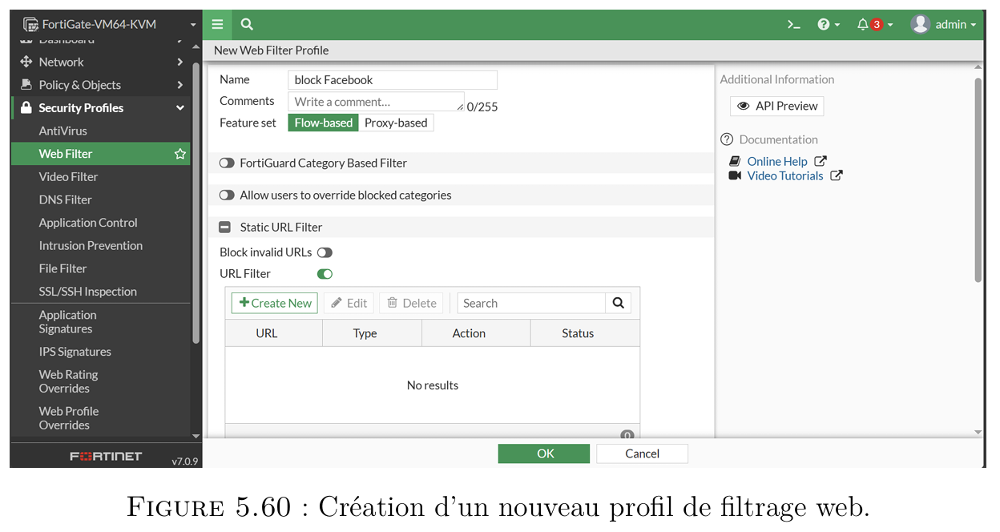 FortiGate-VM64-KVM
admin
3
Dashboard
Network
Policy & Objects
Security Profiles
AntiVirus
Web Filter
Video Filter
DNS Filter
Application Control
Intrusion Prevention
File Filter
SSL/SSH Inspection
Application
Signatures
IPS Signatures
Web Rating
Overrides
Web Profile
Overrides
FORTINET
v7.0.9
New Web Filter Profile
Name block Facebook
Comments Write a comment... 0/255
Feature set Flow-based Proxy-based
FortiGuard Category Based Filter
Allow users to override blocked categories
Static URL Filter
Block invalid URLs
URL Filter
Create New Edit Delete Search
URL Type Action Status
No results
0
OK Cancel
Additional Information
API Preview
Documentation
Online Help
Video Tutorials
FIGURE 5.60 : Création d'un nouveau profil de filtrage web.